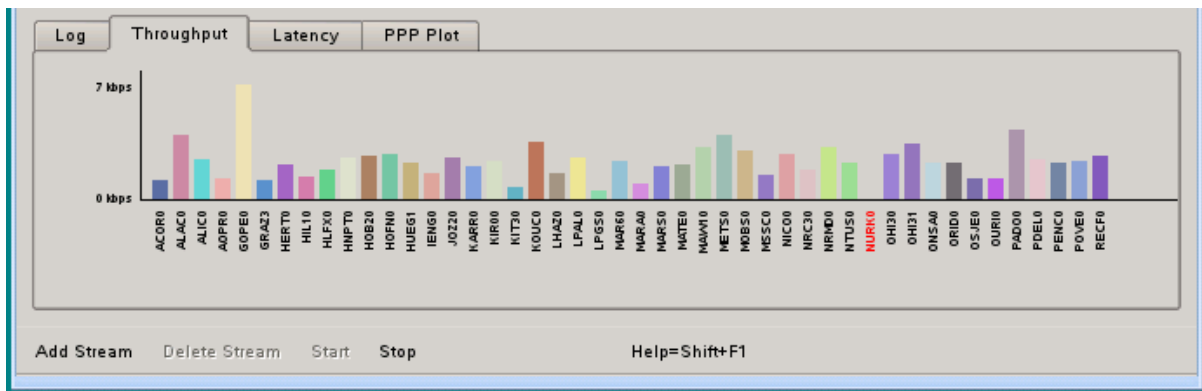 Log Throughput Latency PPP Plot
7 kbps
0 kbps
ACOR0 ALAC0 ALIC0 AOPR0 GOPE0 GRAZ3 HERT0 HIL10 HLFX0 HNPT0 HOB20 HOFN0 HUEG1 IENG0 JOZ20 KARR0 KIR00 KIT30 KOUC0 LHAZ0 LPAL0 LPGS0 MAR60 MARA0 MARS0 MATE0 MAW10 METS0 MOBS0 MSSC0 NICO0 NRC30 NRMD0 NTUS0 NURK0 OHI30 OHI31 ONSA0 ORID0 OSJE0 OURI0 PADO0 PDEL0 PENC0 POVE0 RECF0
Add Stream Delete Stream Start Stop Help=Shift+F1